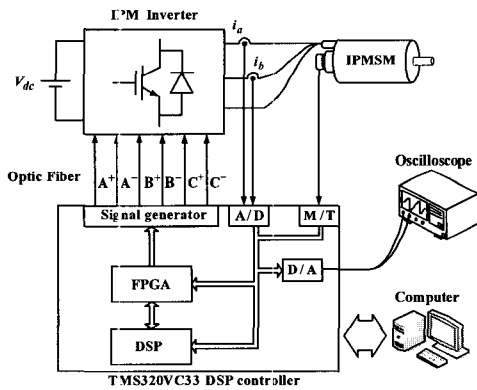 IPM Inverter
i_a
i_b
IPMSM
V_dc
Optic Fiber
A⁺ A⁻ B⁺ B⁻ C⁺ C⁻
Oscilloscope
Signal generator
A/D
M/T
D/A
FPGA
Computer
DSP
TMS320VC33 DSP controller